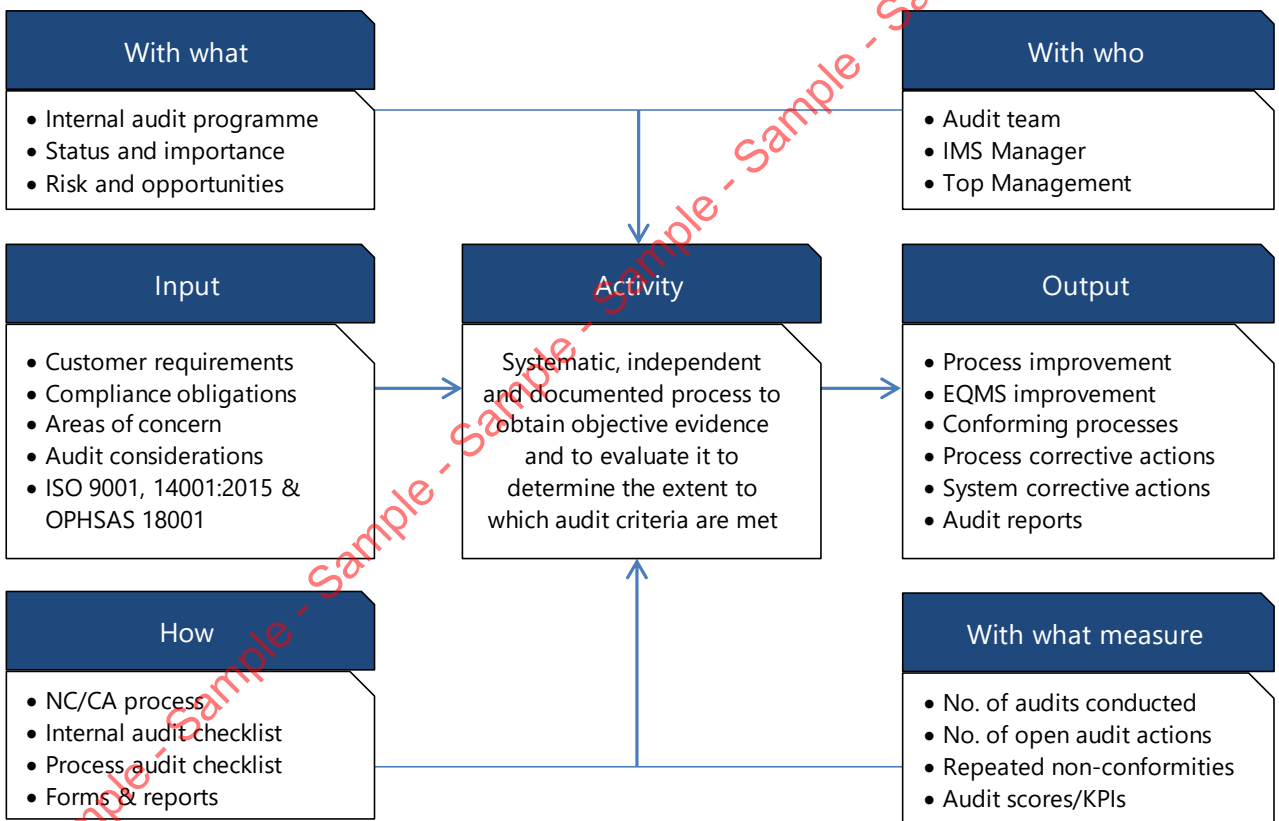 With what
• Internal audit programme
• Status and importance
• Risk and opportunities
With who
• Audit team
• IMS Manager
• Top Management
Input
• Customer requirements
• Compliance obligations
• Areas of concern
• Audit considerations
• ISO 9001, 14001:2015 &
OPHSAS 18001
Activity
Systematic, independent
and documented process to
obtain objective evidence
and to evaluate it to
determine the extent to
which audit criteria are met
Output
• Process improvement
• EQMS improvement
• Conforming processes
• Process corrective actions
• System corrective actions
• Audit reports
How
• NC/CA process
• Internal audit checklist
• Process audit checklist
• Forms & reports
With what measure
• No. of audits conducted
• No. of open audit actions
• Repeated non-conformities
• Audit scores/KPIs
Sample - Sample - Sample - Sample - Sample - Sample